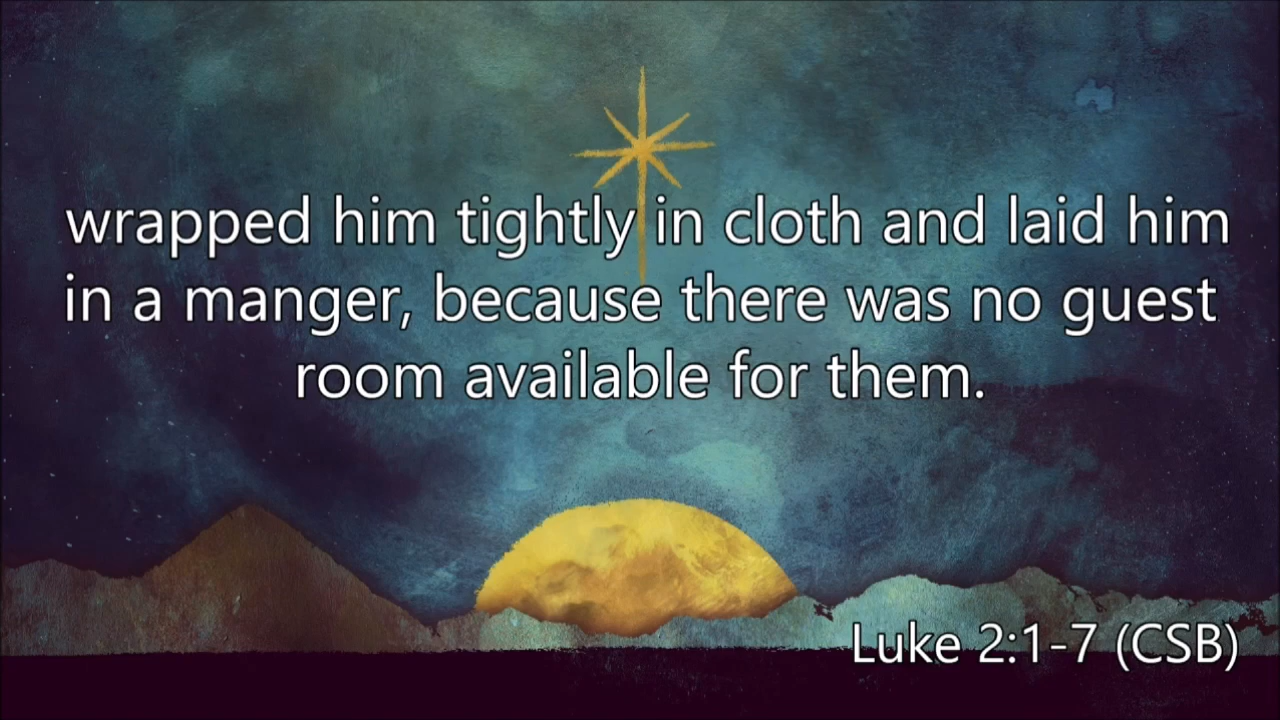 wrapped him tightly in cloth and laid him
in a manger, because there was no guest
room available for them.
Luke 2:1-7 (CSB)